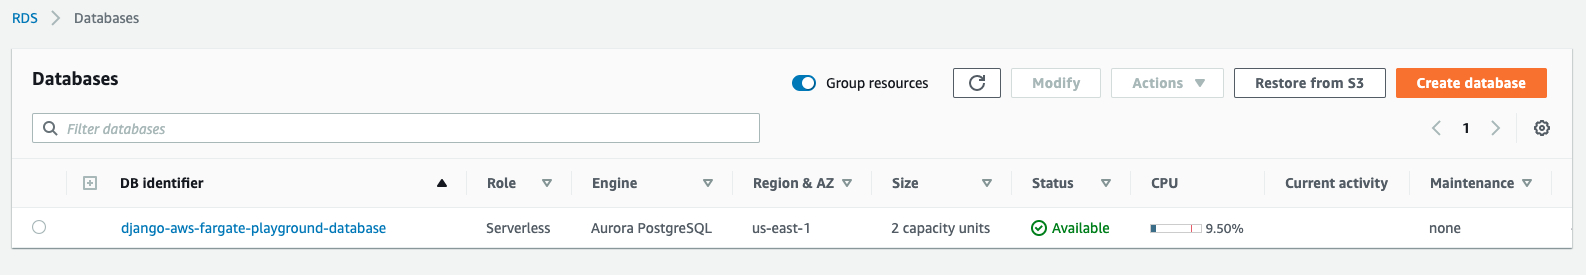 RDS > Databases
Databases
Group resources Modify Actions Restore from S3 Create database
Filter databases
1
DB identifier Role Engine Region & AZ Size Status CPU Current activity Maintenance
django-aws-fargate-playground-database Serverless Aurora PostgreSQL us-east-1 2 capacity units Available 9.50% none